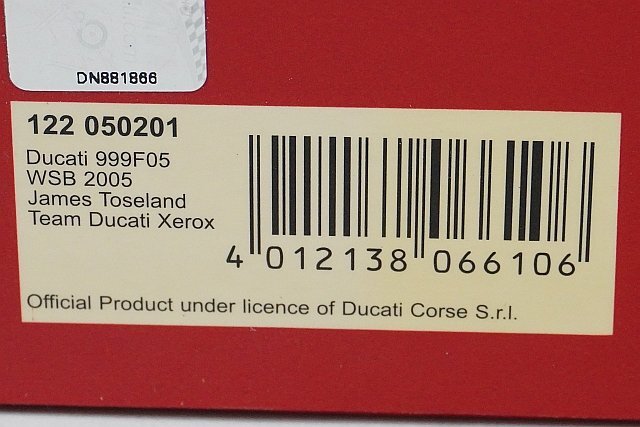 DN881866
122 050201
Ducati 999F05
WSB 2005
James Toseland
Team Ducati Xerox
4 012138 066106
Official Product under licence of Ducati Corse S.r.l.